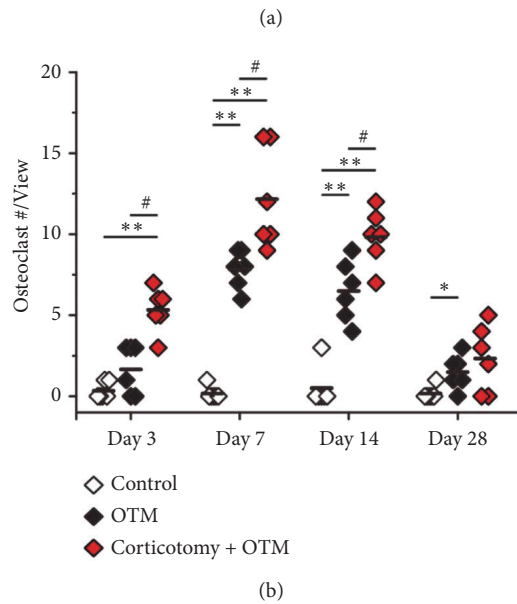 (a)
20
15
10
5
0
Osteoclast #/View
#
**
**
#
**
#
**
**
*
Day 3 Day 7 Day 14 Day 28
Control
OTM
Corticotomy + OTM
(b)